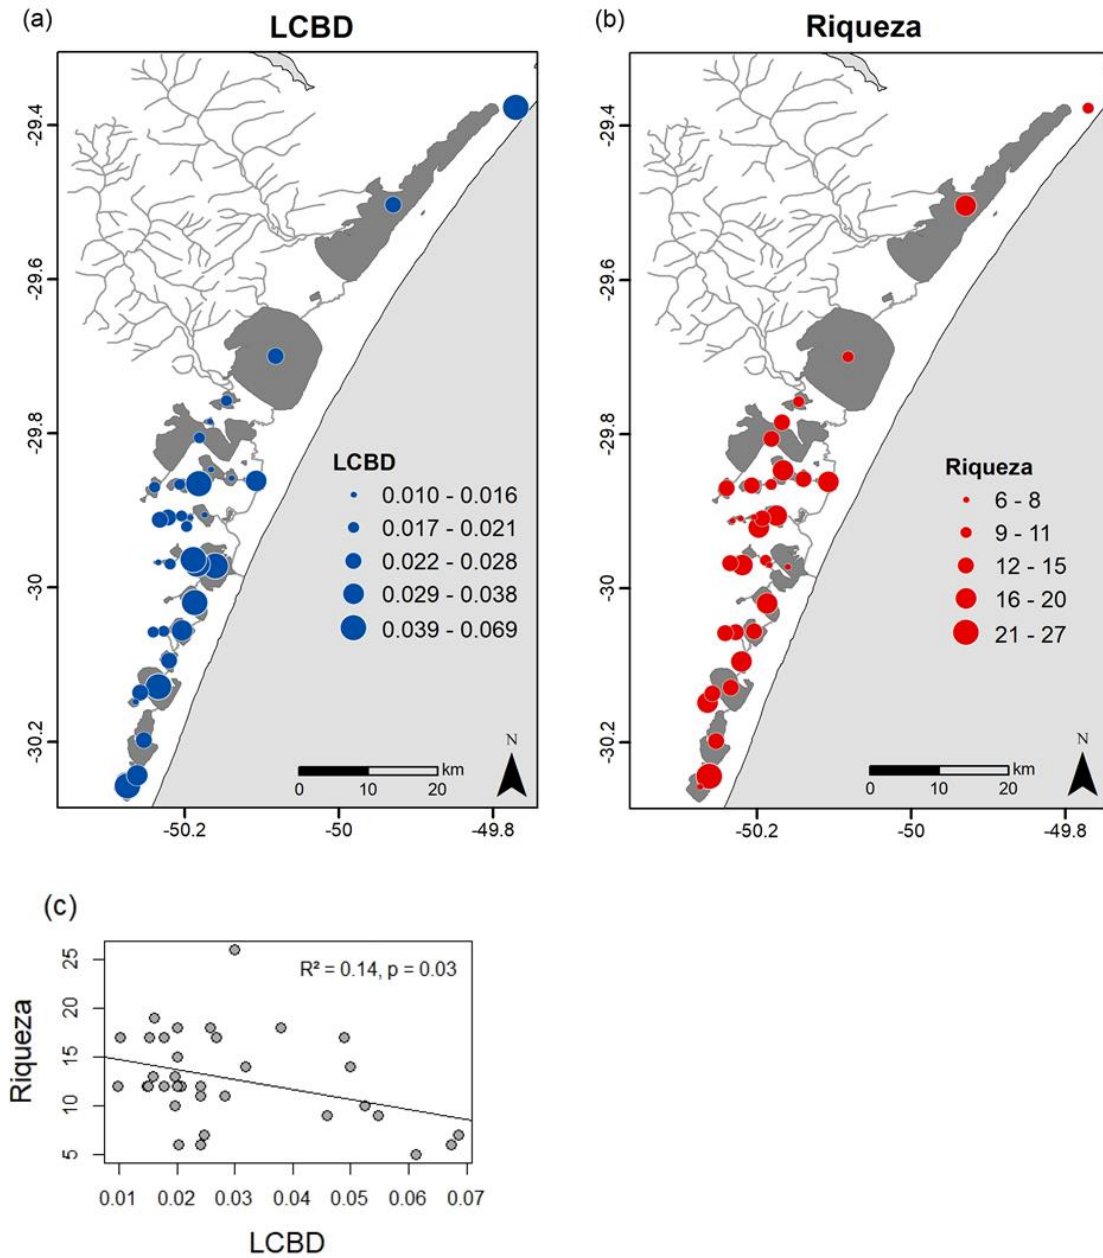 (a)
LCBD
-29.4
-29.6
-29.8
-30
-30.2
LCBD
0.010 - 0.016
0.017 - 0.021
0.022 - 0.028
0.029 - 0.038
0.039 - 0.069
N
km
0 10 20
-50.2 -50 -49.8
(b)
Riqueza
-29.4
-29.6
-29.8
-30
-30.2
Riqueza
6 - 8
9 - 11
12 - 15
16 - 20
21 - 27
N
km
0 10 20
-50.2 -50 -49.8
(c)
R² = 0.14, p = 0.03
Riqueza
25
20
15
10
5
0.01 0.02 0.03 0.04 0.05 0.06 0.07
LCBD